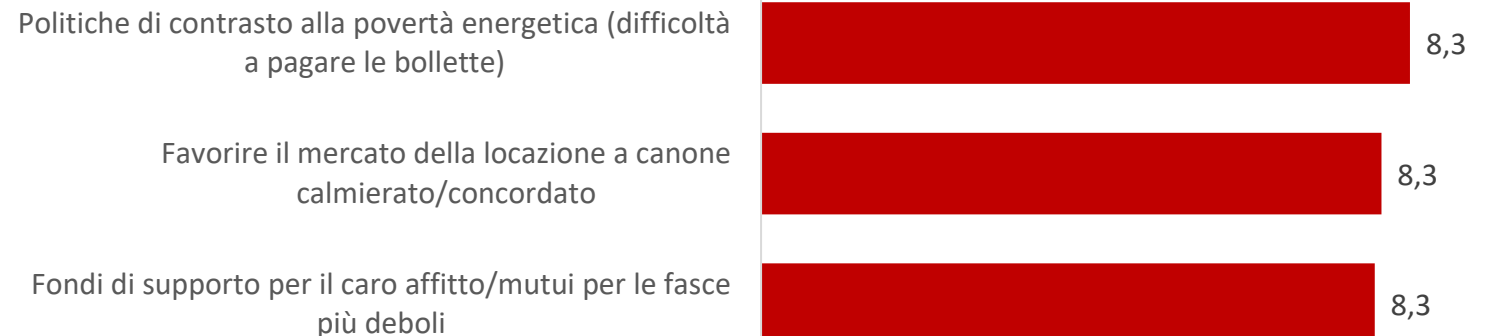 Politiche di contrasto alla povertà energetica (difficoltà
a pagare le bollette)
8,3
Favorire il mercato della locazione a canone
calmierato/concordato
8,3
Fondi di supporto per il caro affitto/mutui per le fasce
più deboli
8,3